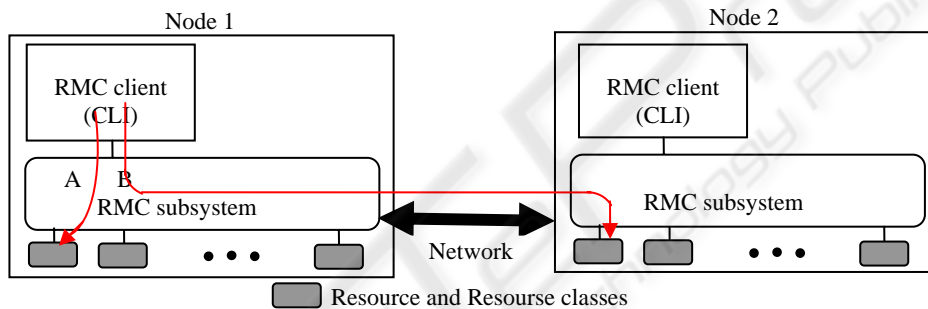 Node 1
Node 2
RMC client
(CLI)
RMC client
(CLI)
A
B
RMC subsystem
RMC subsystem
Network
Resource and Resourse classes